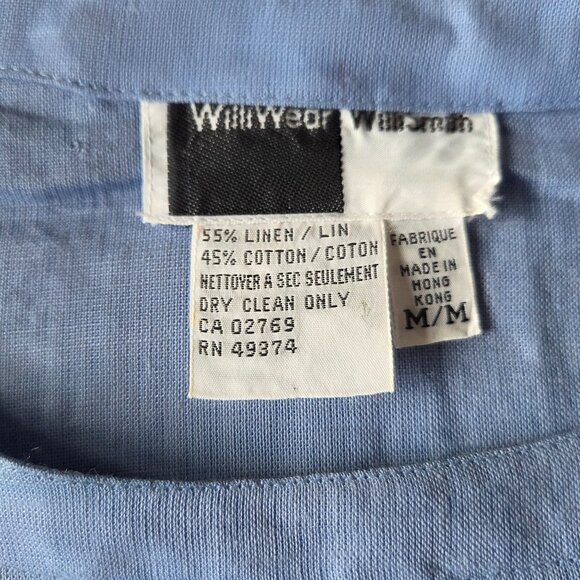 WilliWear WilliSmith
55% LINEN / LIN
45% COTTON / COTON
NETTOYER A SEC SEULEMENT
DRY CLEAN ONLY
CA 02769
RN 49374
FABRIQUE
EN
MADE IN
HONG
KONG
M/M